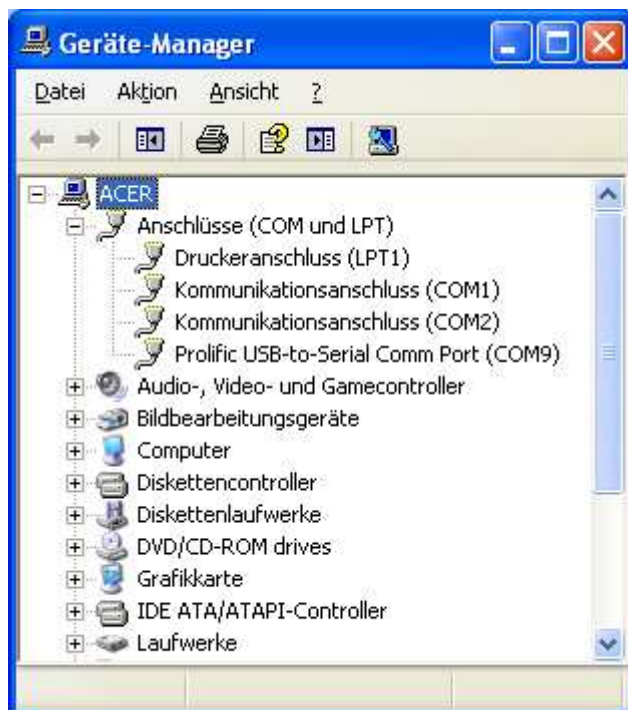 Geräte-Manager
Datei Aktion Ansicht ?
ACER
Anschlüsse (COM und LPT)
Druckeranschluss (LPT1)
Kommunikationsanschluss (COM1)
Kommunikationsanschluss (COM2)
Prolific USB-to-Serial Comm Port (COM9)
Audio-, Video- und Gamecontroller
Bildbearbeitungsgeräte
Computer
Diskettencontroller
Diskettenlaufwerke
DVD/CD-ROM drives
Grafikkarte
IDE ATA/ATAPI-Controller
Laufwerke